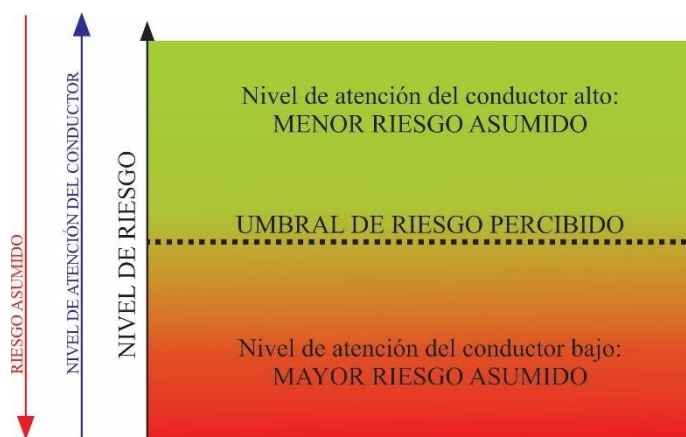 RIESGO ASUMIDO
NIVEL DE ATENCIÓN DEL CONDUCTOR
NIVEL DE RIESGO
Nivel de atención del conductor alto:
MENOR RIESGO ASUMIDO
UMBRAL DE RIESGO PERCIBIDO
Nivel de atención del conductor bajo:
MAYOR RIESGO ASUMIDO